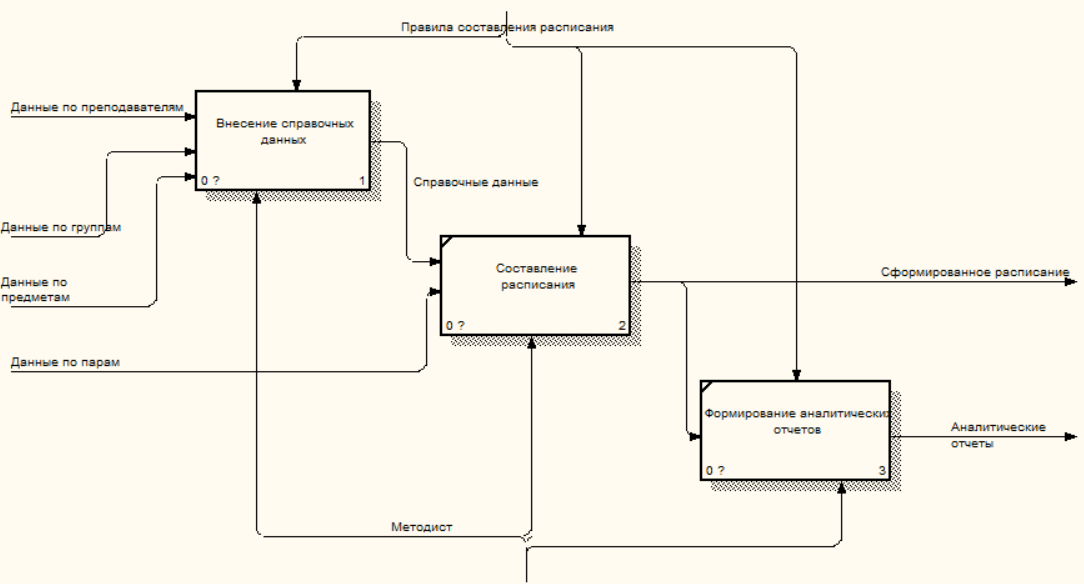 Правила составления расписания
Данные по преподавателям
Внесение справочных
данных
0 ?
1
Справочные данные
Данные по группам
Данные по
предметам
Составление
расписания
0 ?
2
Сформированное расписание
Данные по парам
Формирование аналитических
отчетов
0 ?
3
Аналитические
отчеты
Методист